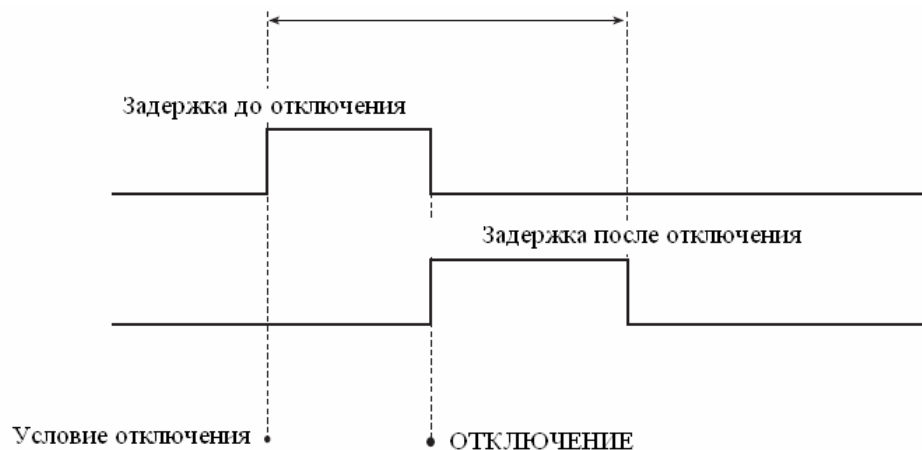 Задержка до отключения
Задержка после отключения
Условие отключения
ОТКЛЮЧЕНИЕ